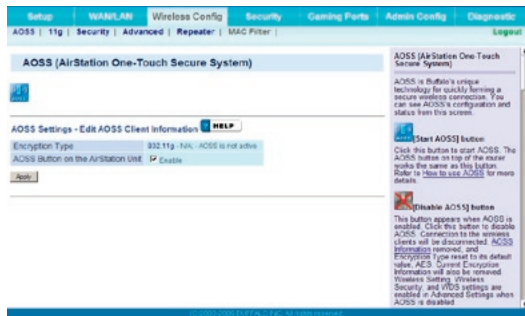 Setup WAN/LAN Wireless Config Security Gaming Ports Admin Config Diagnostic
AOSS | 11g | Security | Advanced | Repeater | MAC Filter |
Logout
AOSS (AirStation One-Touch Secure System)
AOSS Settings - Edit AOSS Client Information HELP
Encryption Type 802.11g - N/A - AOSS is not active
AOSS Button on the AirStation Unit Enable
Apply
AOSS (AirStation One-Touch
Secure System)
AOSS is Buffalo's unique
technology for quickly forming a
secure wireless connection. You
can see AOSS's configuration and
status from this screen.
[Start AOSS] button
Click this button to start AOSS. The
AOSS button on top of the router
works the same as this button.
Refer to How to use AOSS for more
details.
[Disable AOSS] button
This button appears when AOSS is
enabled. Click this button to disable
AOSS. Connection to the wireless
clients will be disconnected. AOSS
Information removed, and
Encryption Type reset to its default
value, AES. Current Encryption
Information will also be removed.
Wireless Setting, Wireless
Security, and WDS settings are
enabled in Advanced Settings when
AOSS is disabled.
BUFFALO INC. All rights reserved